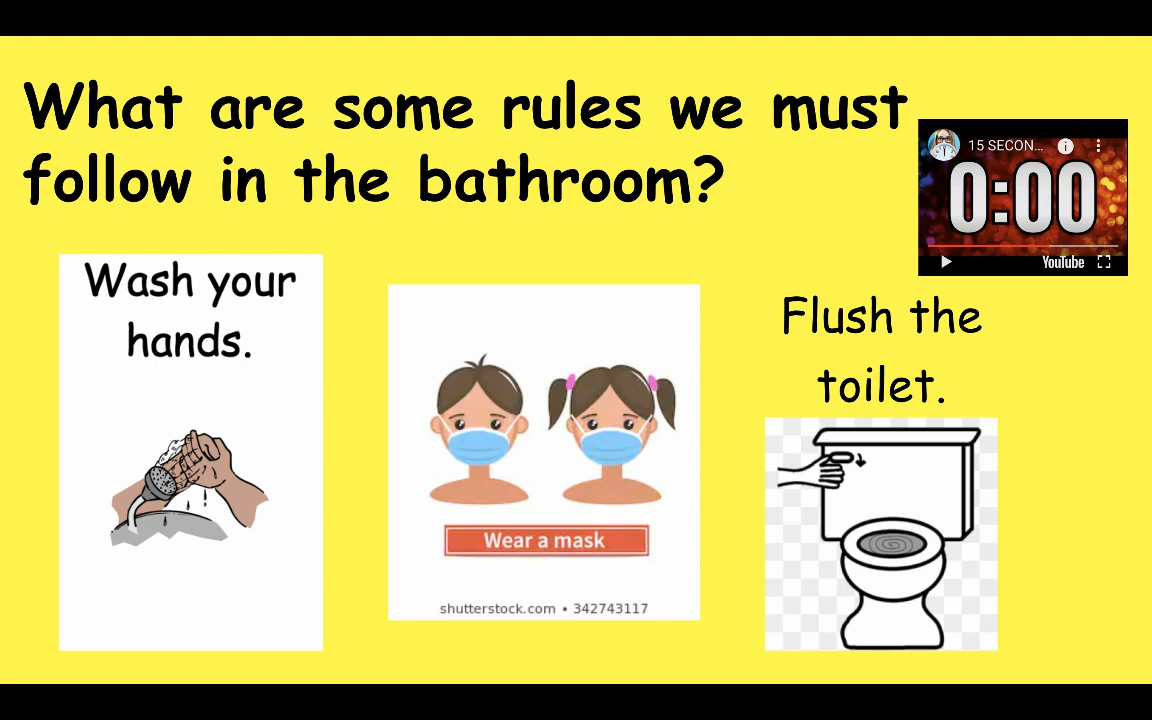 What are some rules we must
follow in the bathroom?
15 SECON...
0:00
YouTube
Wash your
hands.
Wear a mask
shutterstock.com • 342743117
Flush the
toilet.